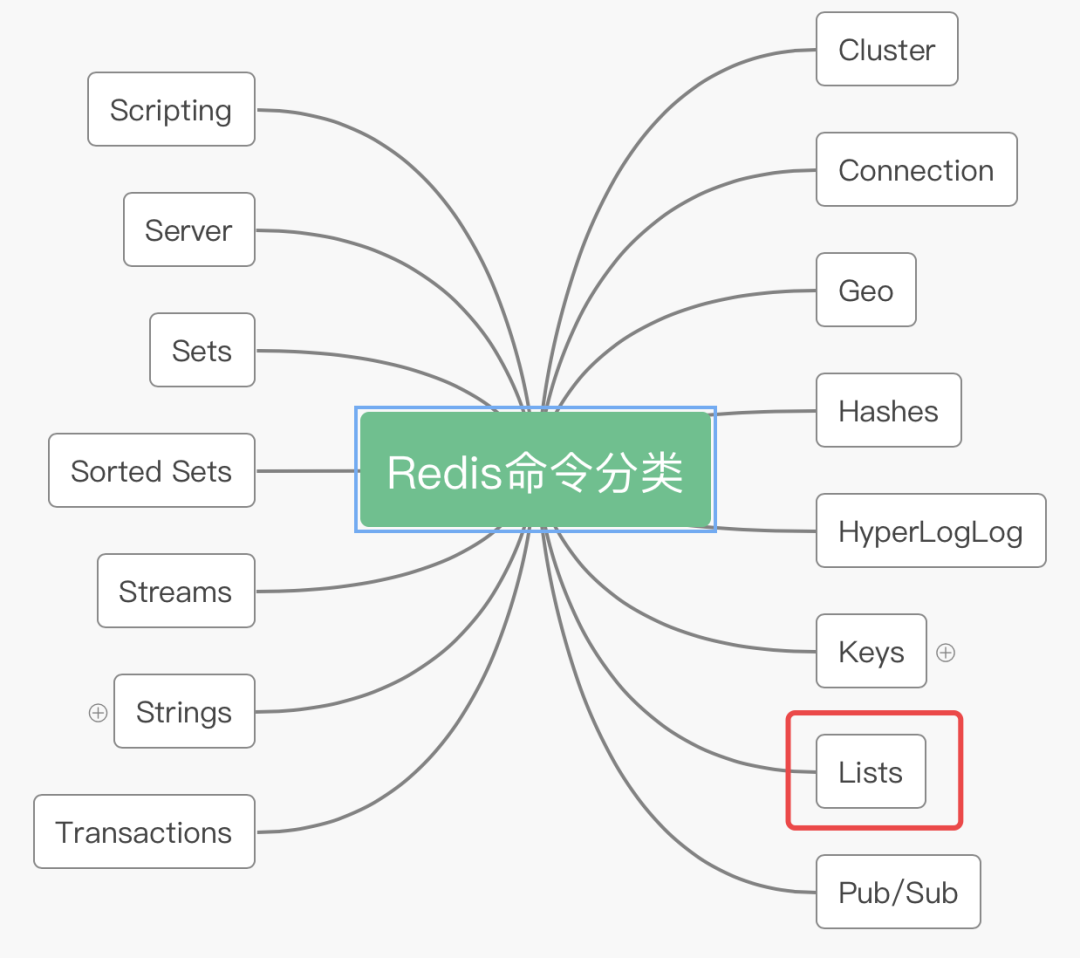 Redis命令分类
Cluster
Connection
Geo
Hashes
HyperLogLog
Keys
Lists
Pub/Sub
Scripting
Server
Sets
Sorted Sets
Streams
Strings
Transactions